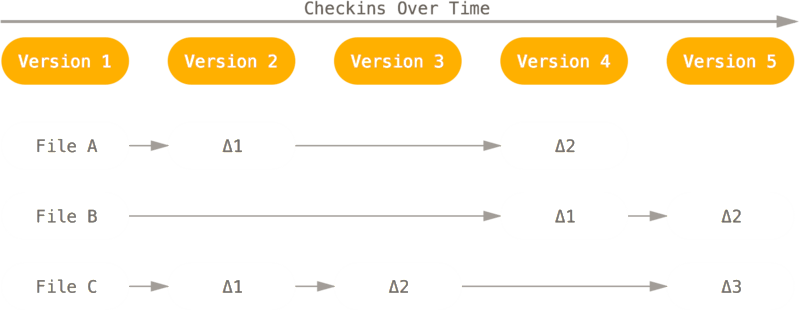 Checkins Over Time
Version 1 Version 2 Version 3 Version 4 Version 5
File A Δ1 Δ2
File B Δ1 Δ2
File C Δ1 Δ2 Δ3